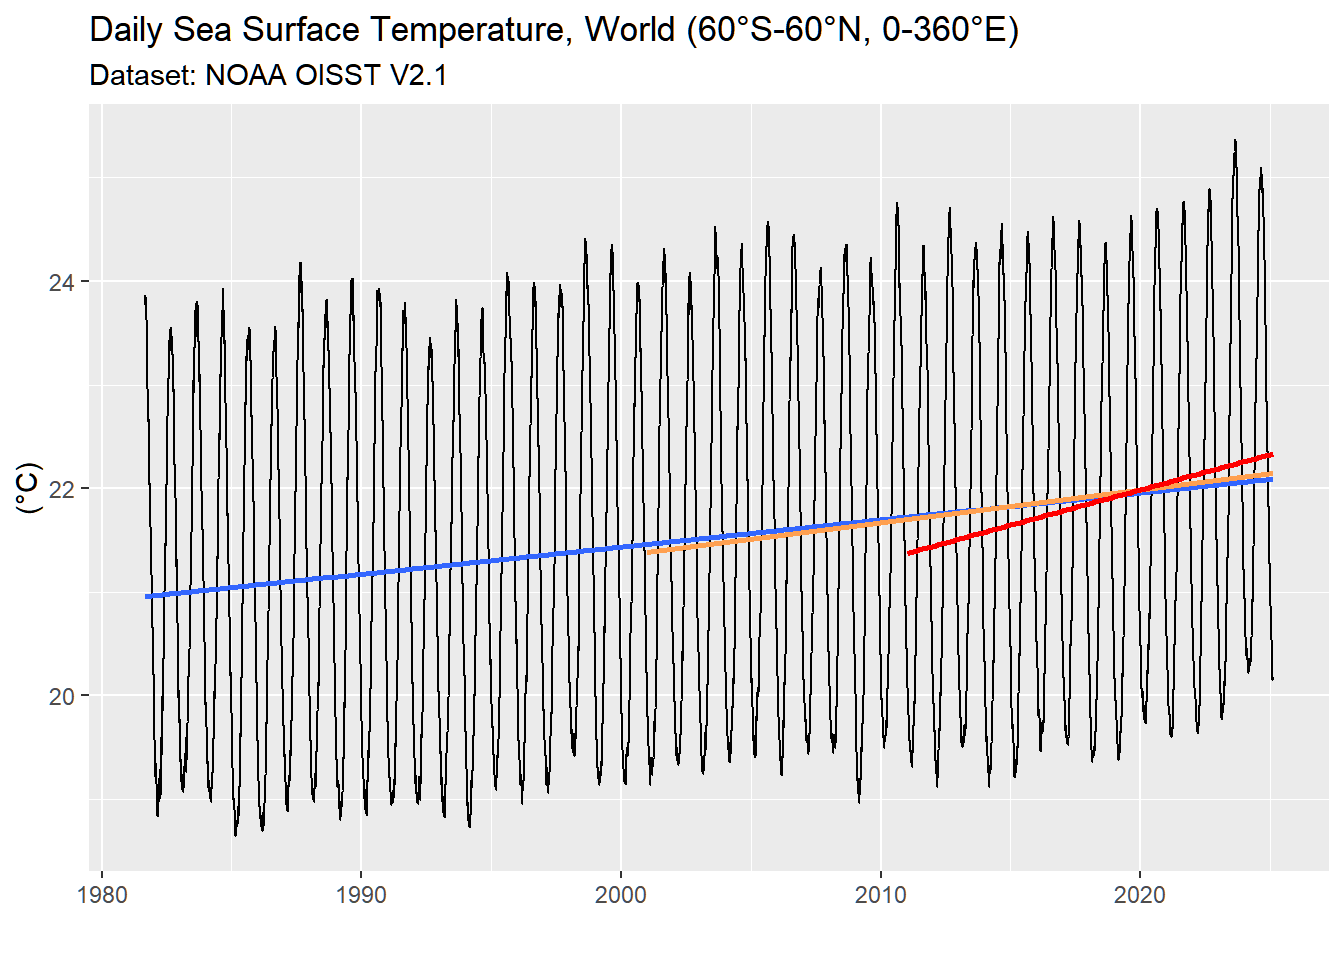 Daily Sea Surface Temperature, World (60°S-60°N, 0-360°E)
Dataset: NOAA OISST V2.1
(°C)
24
22
20
1980 1990 2000 2010 2020